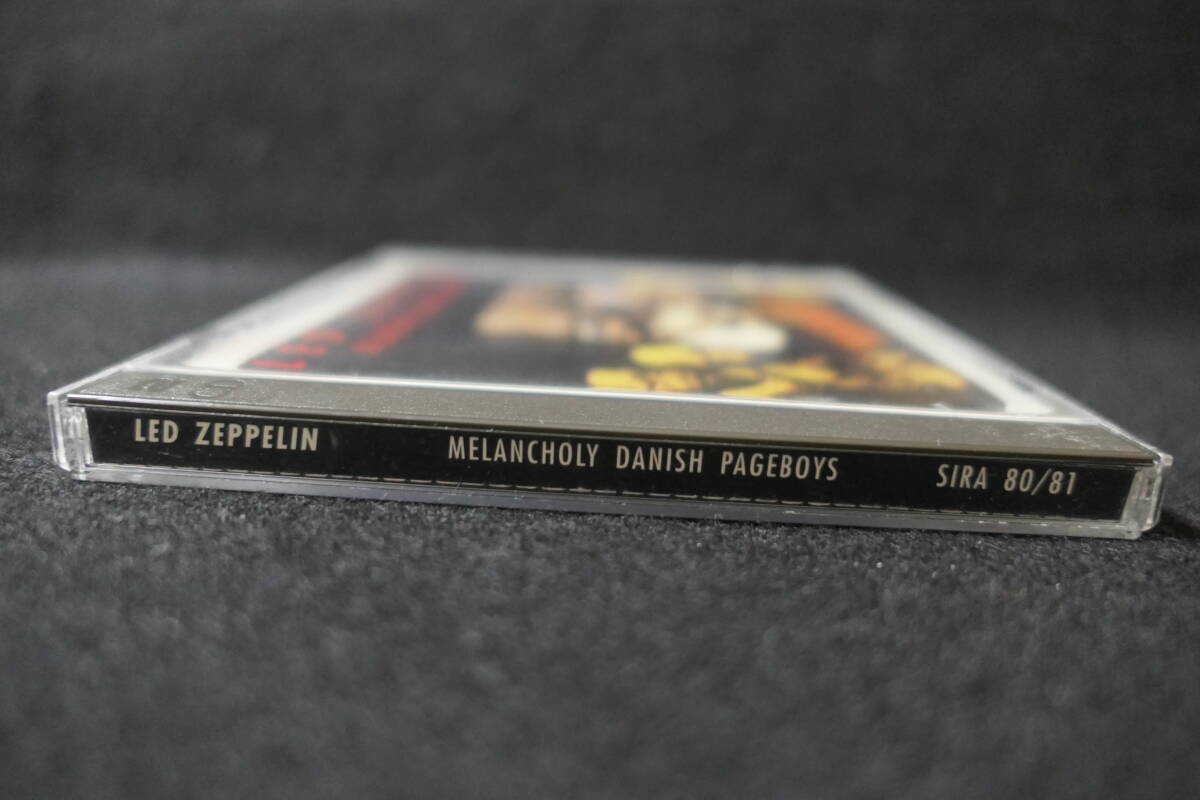 LED ZEPPELIN MELANCHOLY DANISH PAGEBOYS SIRA 80/81